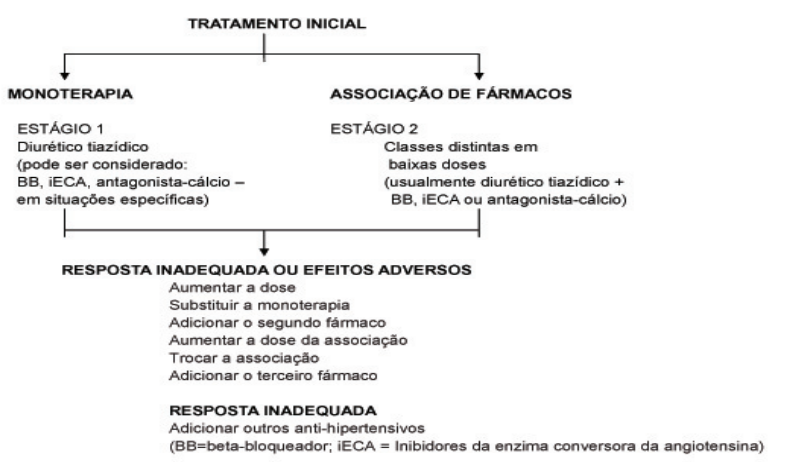 TRATAMENTO INICIAL
MONOTERAPIA
ESTÁGIO 1
Diurético tiazídico
(pode ser considerado:
BB, iECA, antagonista-cálcio –
em situações específicas)
ASSOCIAÇÃO DE FÁRMACOS
ESTÁGIO 2
Classes distintas em
baixas doses
(usualmente diurético tiazídico +
BB, iECA ou antagonista-cálcio)
RESPOSTA INADEQUADA OU EFEITOS ADVERSOS
Aumentar a dose
Substituir a monoterapia
Adicionar o segundo fármaco
Aumentar a dose da associação
Trocar a associação
Adicionar o terceiro fármaco
RESPOSTA INADEQUADA
Adicionar outros anti-hipertensivos
(BB=beta-bloqueador; iECA = Inibidores da enzima conversora da angiotensina)